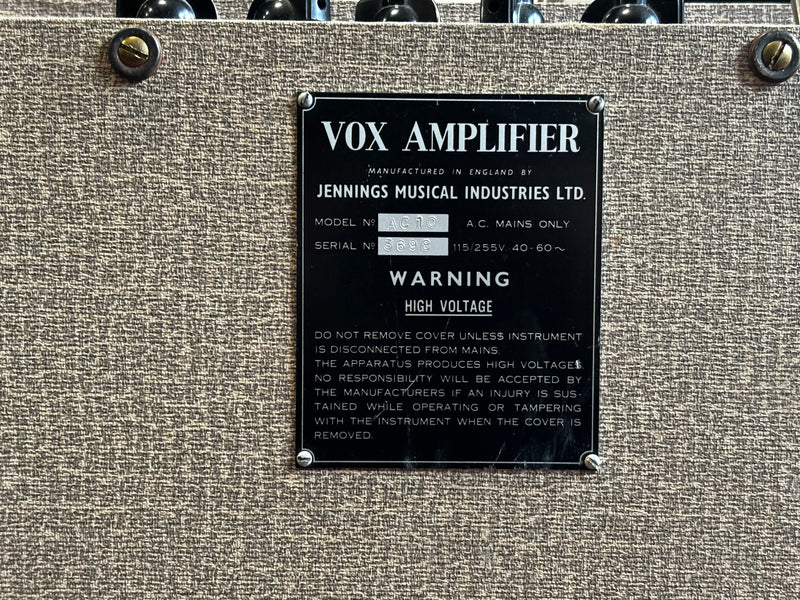 VOX AMPLIFIER
MANUFACTURED IN ENGLAND BY
JENNINGS MUSICAL INDUSTRIES LTD.
MODEL Nº AC10 A.C. MAINS ONLY
SERIAL Nº 115/255V. 40-60~
WARNING
HIGH VOLTAGE
DO NOT REMOVE COVER UNLESS INSTRUMENT
IS DISCONNECTED FROM MAINS.
THE APPARATUS PRODUCES HIGH VOLTAGES.
NO RESPONSIBILITY WILL BE ACCEPTED BY
THE MANUFACTURERS IF AN INJURY IS SUS-
TAINED WHILE OPERATING OR TAMPERING
WITH THE INSTRUMENT WHEN THE COVER IS
REMOVED.